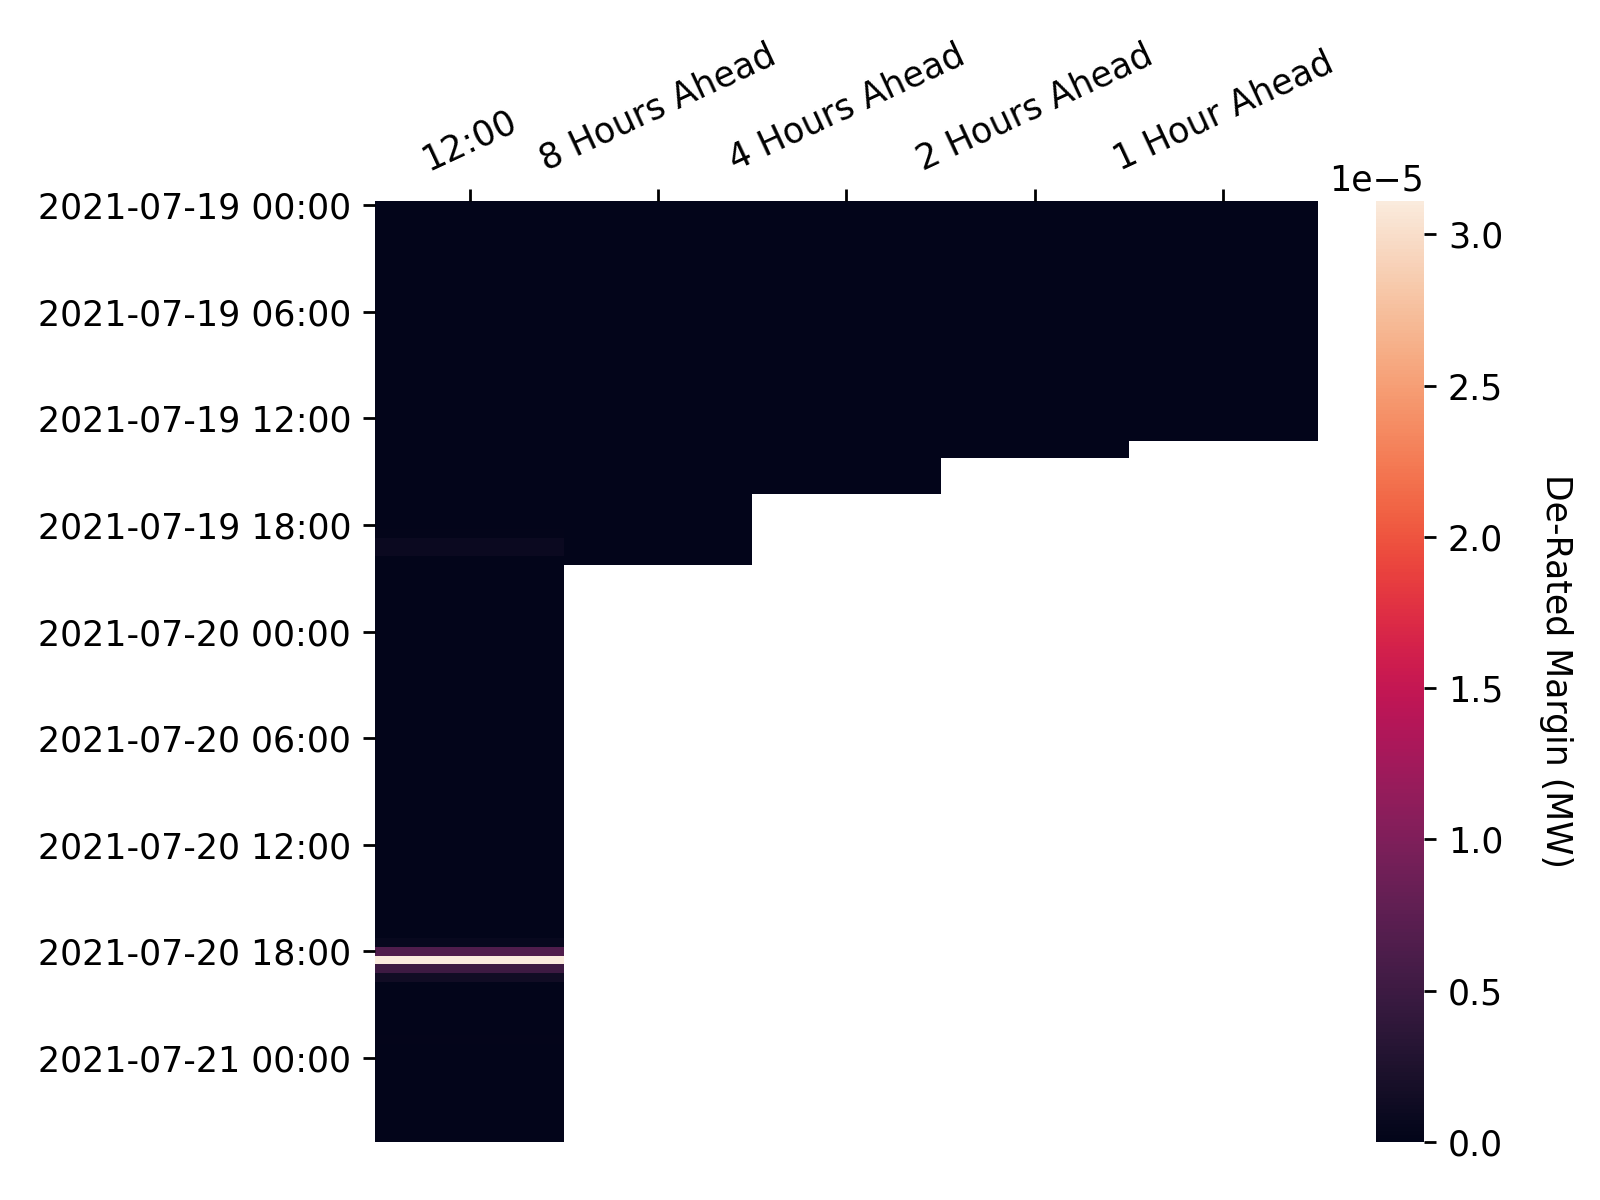 12:00
8 Hours Ahead
4 Hours Ahead
2 Hours Ahead
1 Hour Ahead
2021-07-19 00:00
2021-07-19 06:00
2021-07-19 12:00
2021-07-19 18:00
2021-07-20 00:00
2021-07-20 06:00
2021-07-20 12:00
2021-07-20 18:00
2021-07-21 00:00
1e−5
3.0
2.5
2.0
1.5
1.0
0.5
0.0
De-Rated Margin (MW)